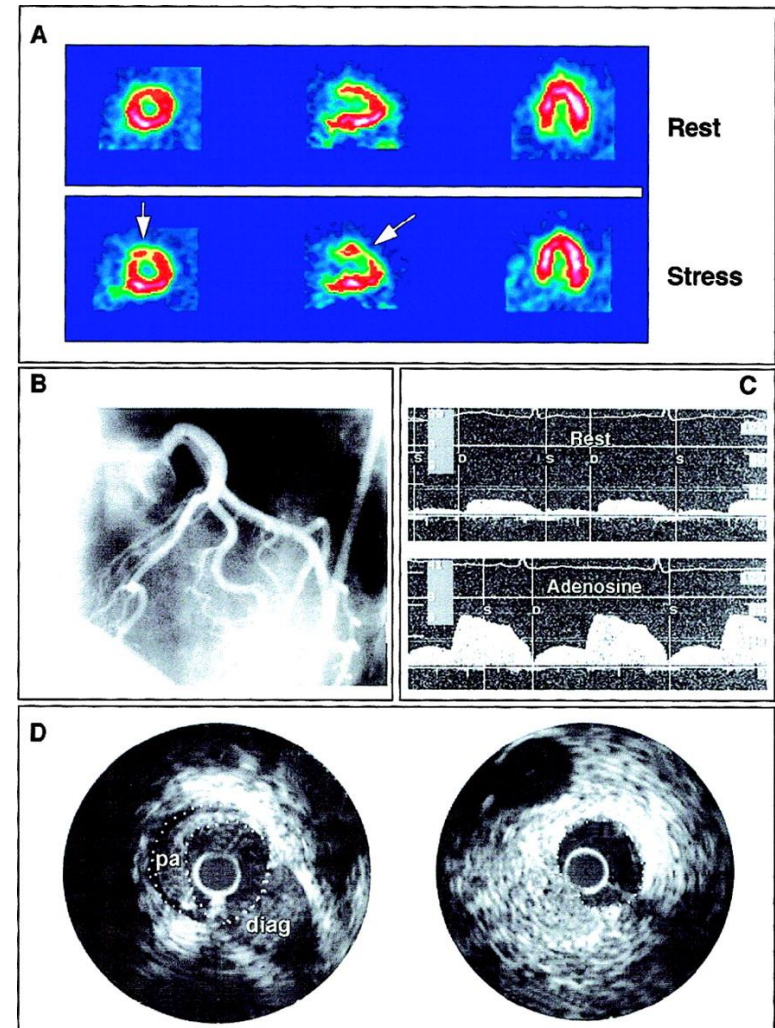 A
Rest
Stress
B
C
Rest
S D S D S
Adenosine
S D S
D
pa
diag